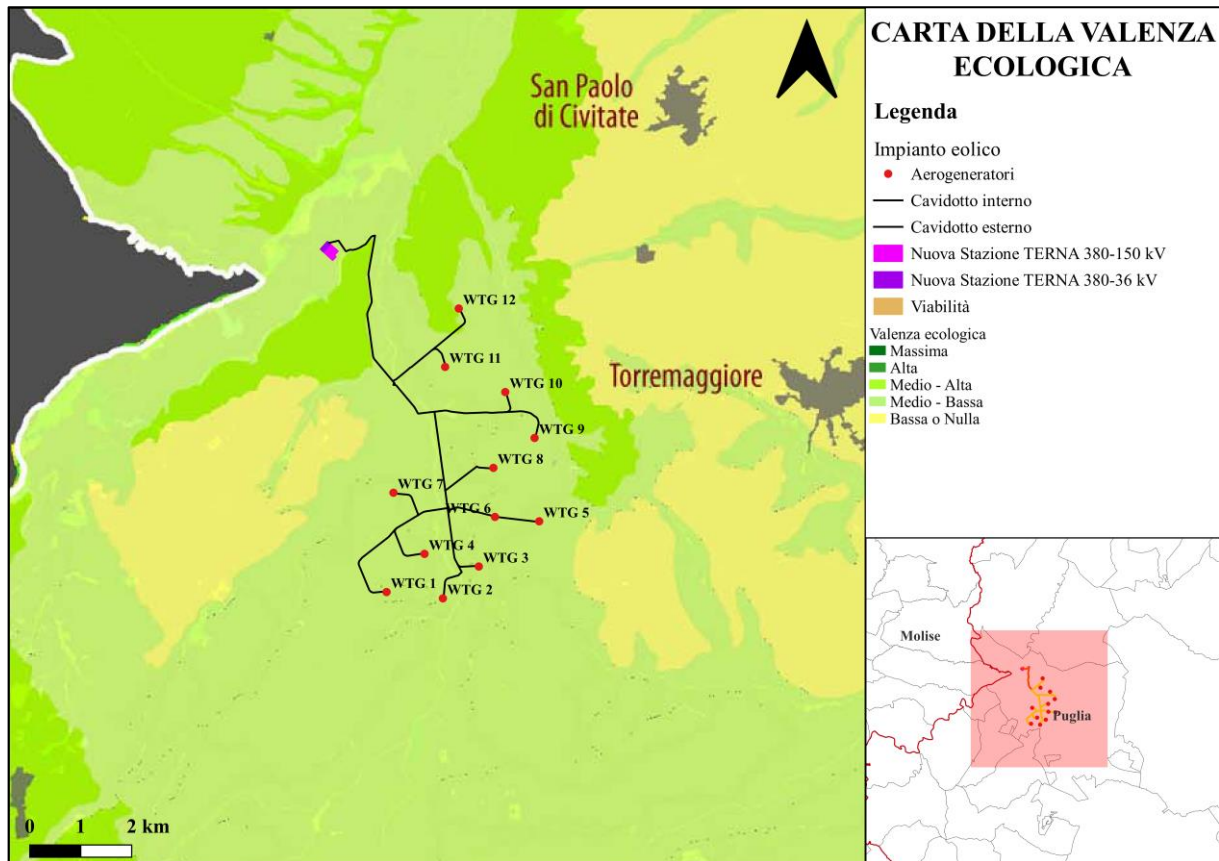 San Paolo
di Civitate
Torremaggiore
WTG 12
WTG 11
WTG 10
WTG 9
WTG 8
WTG 7
WTG 6
WTG 5
WTG 4
WTG 3
WTG 1
WTG 2
0 1 2 km
CARTA DELLA VALENZA
ECOLOGICA
Legenda
Impianto eolico
Aerogeneratori
Cavidotto interno
Cavidotto esterno
Nuova Stazione TERNA 380-150 kV
Nuova Stazione TERNA 380-36 kV
Viabilità
Valenza ecologica
Massima
Alta
Medio - Alta
Medio - Bassa
Bassa o Nulla
Molise
Puglia